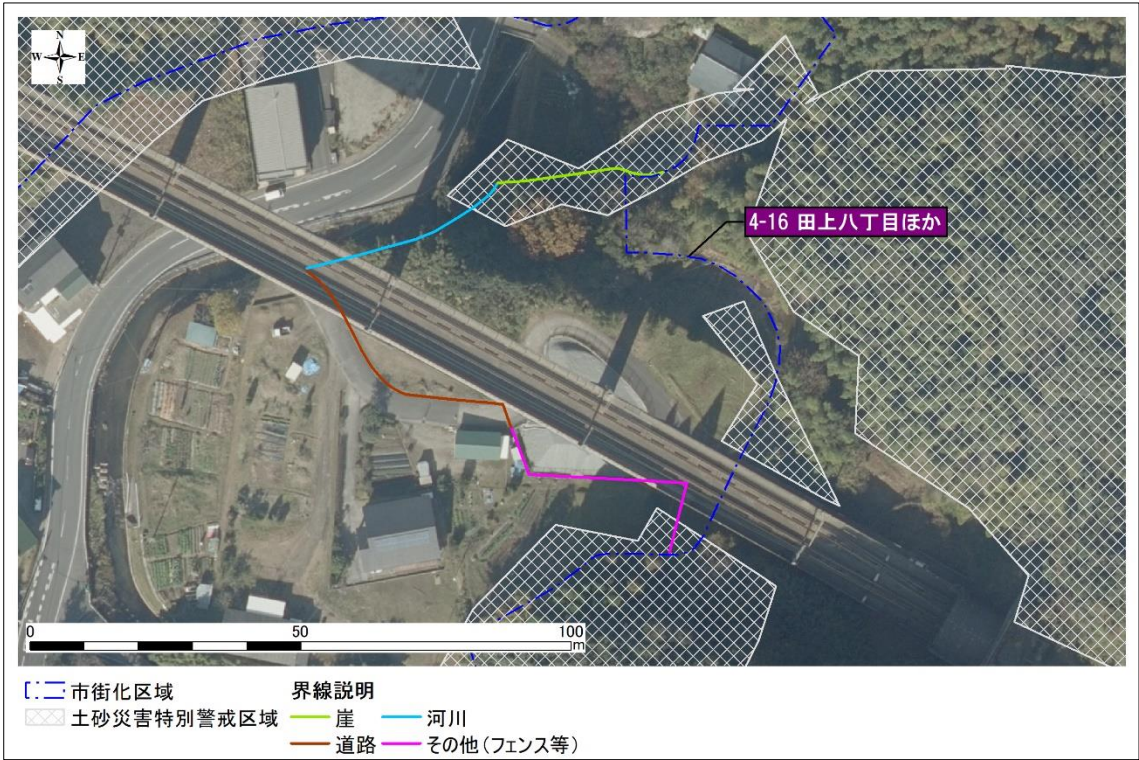 N
W E
S
4-16 田上八丁目ほか
0 50 100
m
市街化区域 界線説明
土砂災害特別警戒区域 崖 河川
道路 その他(フェンス等)